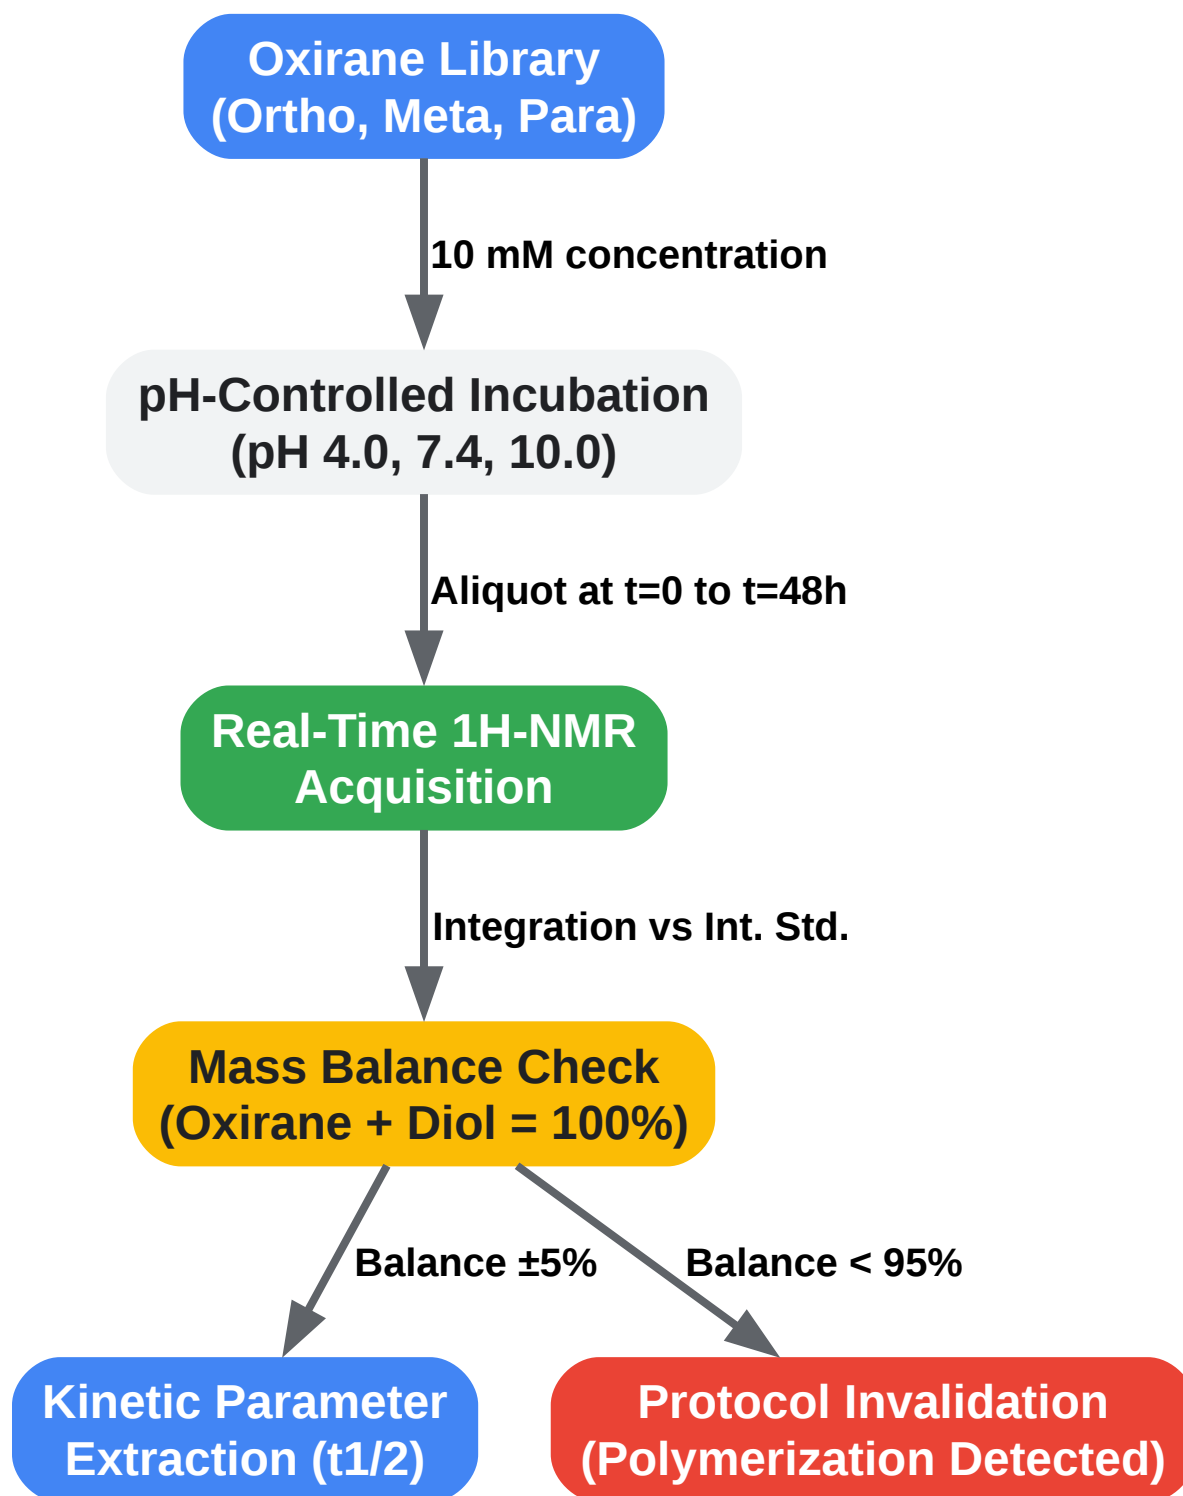 Oxirane Library
(Ortho, Meta, Para)
10 mM concentration
pH-Controlled Incubation
(pH 4.0, 7.4, 10.0)
Aliquot at t=0 to t=48h
Real-Time 1H-NMR
Acquisition
Integration vs Int. Std.
Mass Balance Check
(Oxirane + Diol = 100%)
Balance ±5%
Balance < 95%
Kinetic Parameter
Extraction (t1/2)
Protocol Invalidation
(Polymerization Detected)